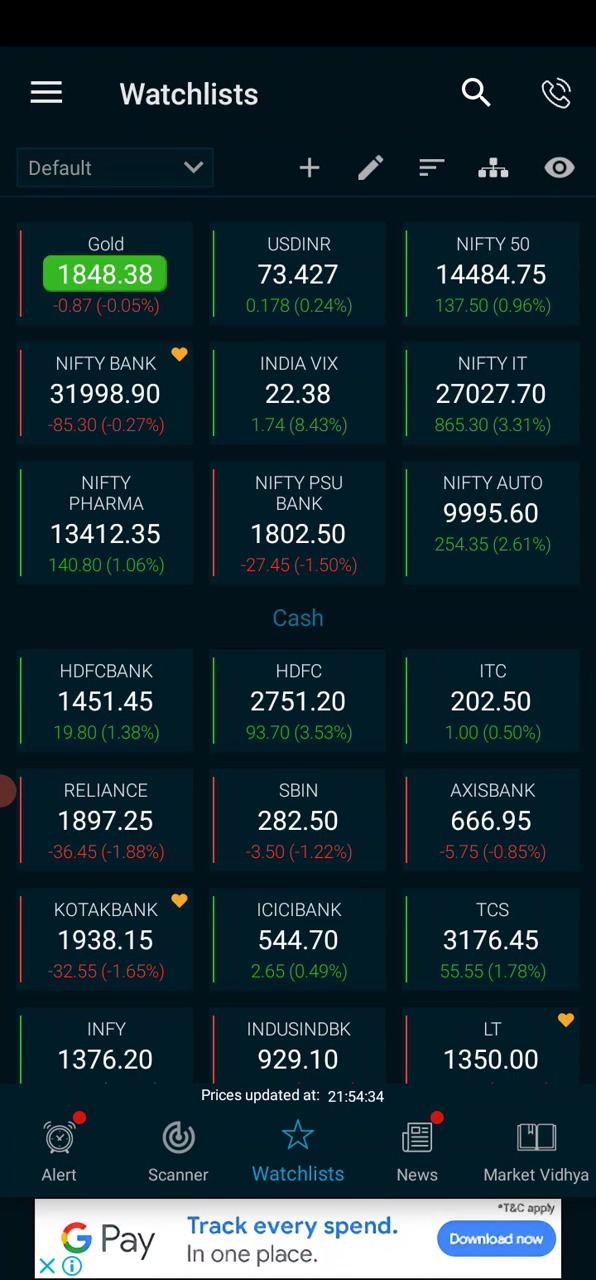 Watchlists
Default
Gold
1848.38
-0.87 (-0.05%)
USDINR
73.427
0.178 (0.24%)
NIFTY 50
14484.75
137.50 (0.96%)
NIFTY BANK
31998.90
-85.30 (-0.27%)
INDIA VIX
22.38
1.74 (8.43%)
NIFTY IT
27027.70
865.30 (3.31%)
NIFTY
PHARMA
13412.35
140.80 (1.06%)
NIFTY PSU
BANK
1802.50
-27.45 (-1.50%)
NIFTY AUTO
9995.60
254.35 (2.61%)
Cash
HDFCBANK
1451.45
19.80 (1.38%)
HDFC
2751.20
93.70 (3.53%)
ITC
202.50
1.00 (0.50%)
RELIANCE
1897.25
-36.45 (-1.88%)
SBIN
282.50
-3.50 (-1.22%)
AXISBANK
666.95
-5.75 (-0.85%)
KOTAKBANK
1938.15
-32.55 (-1.65%)
ICICIBANK
544.70
2.65 (0.49%)
TCS
3176.45
55.55 (1.78%)
INFY
1376.20
INDUSINDBK
929.10
LT
1350.00
Prices updated at: 21:54:34
Alert
Scanner
Watchlists
News
Market Vidhya
*T&C apply
G Pay
Track every spend.
In one place.
Download now